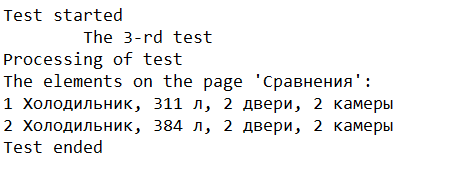 Test started
The 3-rd test
Processing of test
The elements on the page 'Сравнения':
1 Холодильник, 311 л, 2 двери, 2 камеры
2 Холодильник, 384 л, 2 двери, 2 камеры
Test ended